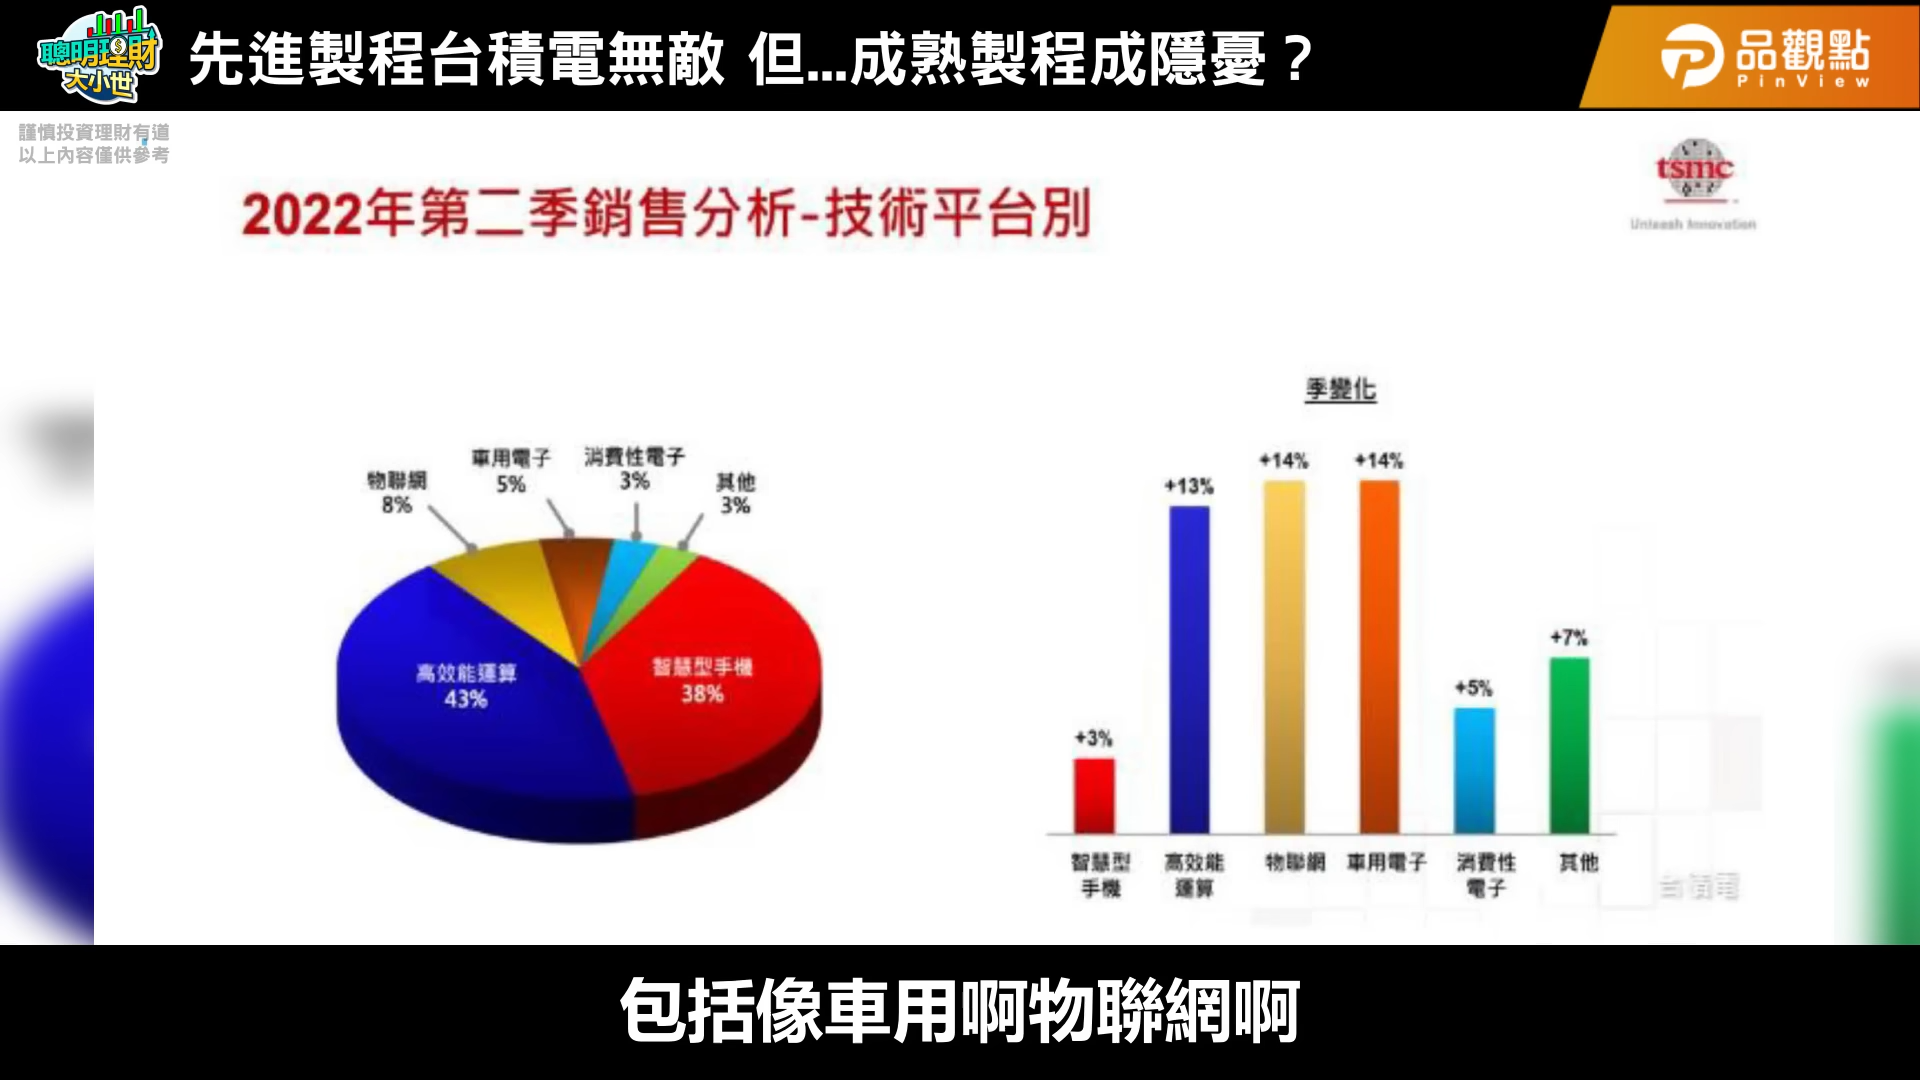 聰明理財
大小世
先進製程台積電無敵 但...成熟製程成隱憂？
品觀點
PinView
謹慎投資理財有道
以上內容僅供參考
tsmc
Unleash Innovation
2022年第二季銷售分析-技術平台別
物聯網
8%
車用電子
5%
消費性電子
3%
其他
3%
高效能運算
43%
智慧型手機
38%
季變化
+3%
+13%
+14%
+14%
+5%
+7%
智慧型
手機
高效能
運算
物聯網
車用電子
消費性
電子
其他
台積電
包括像車用啊物聯網啊